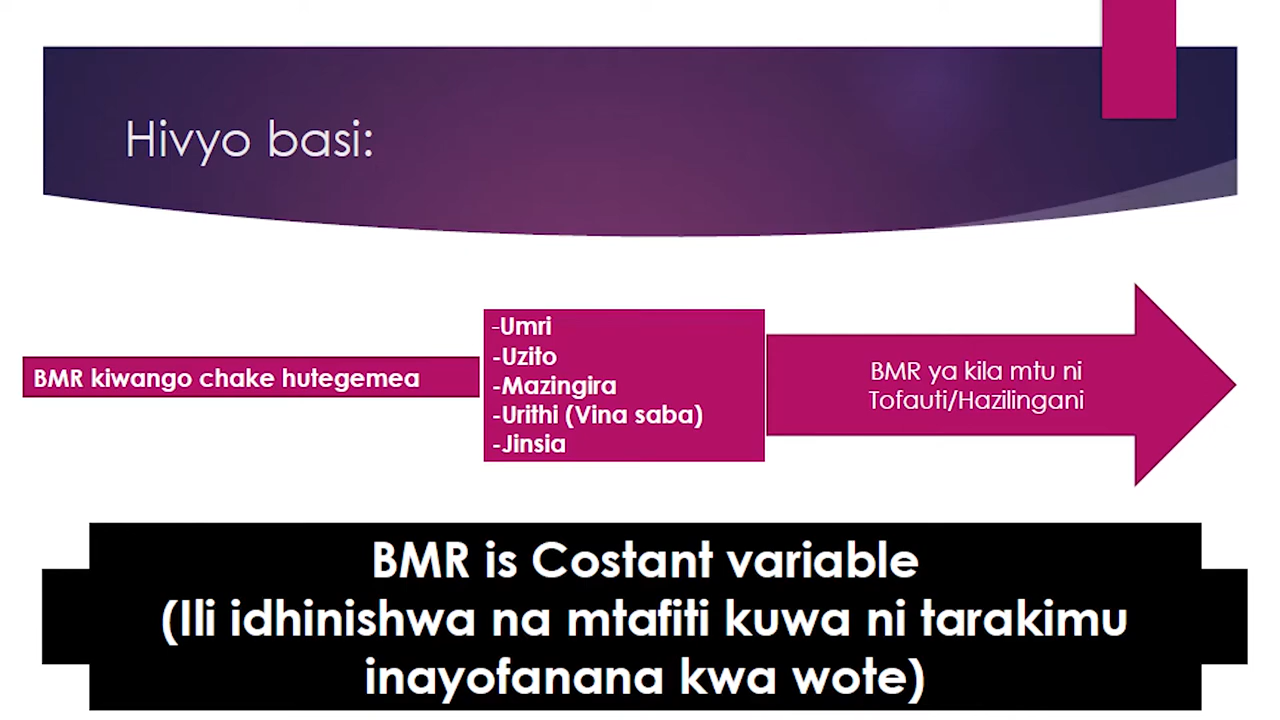 Hivyo basi:
BMR kiwango chake hutegemea
-Umri
-Uzito
-Mazingira
-Urithi (Vina saba)
-Jinsia
BMR ya kila mtu ni
Tofauti/Hazilingani
BMR is Costant variable
(Ili idhinishwa na mtafiti kuwa ni tarakimu
inayofanana kwa wote)